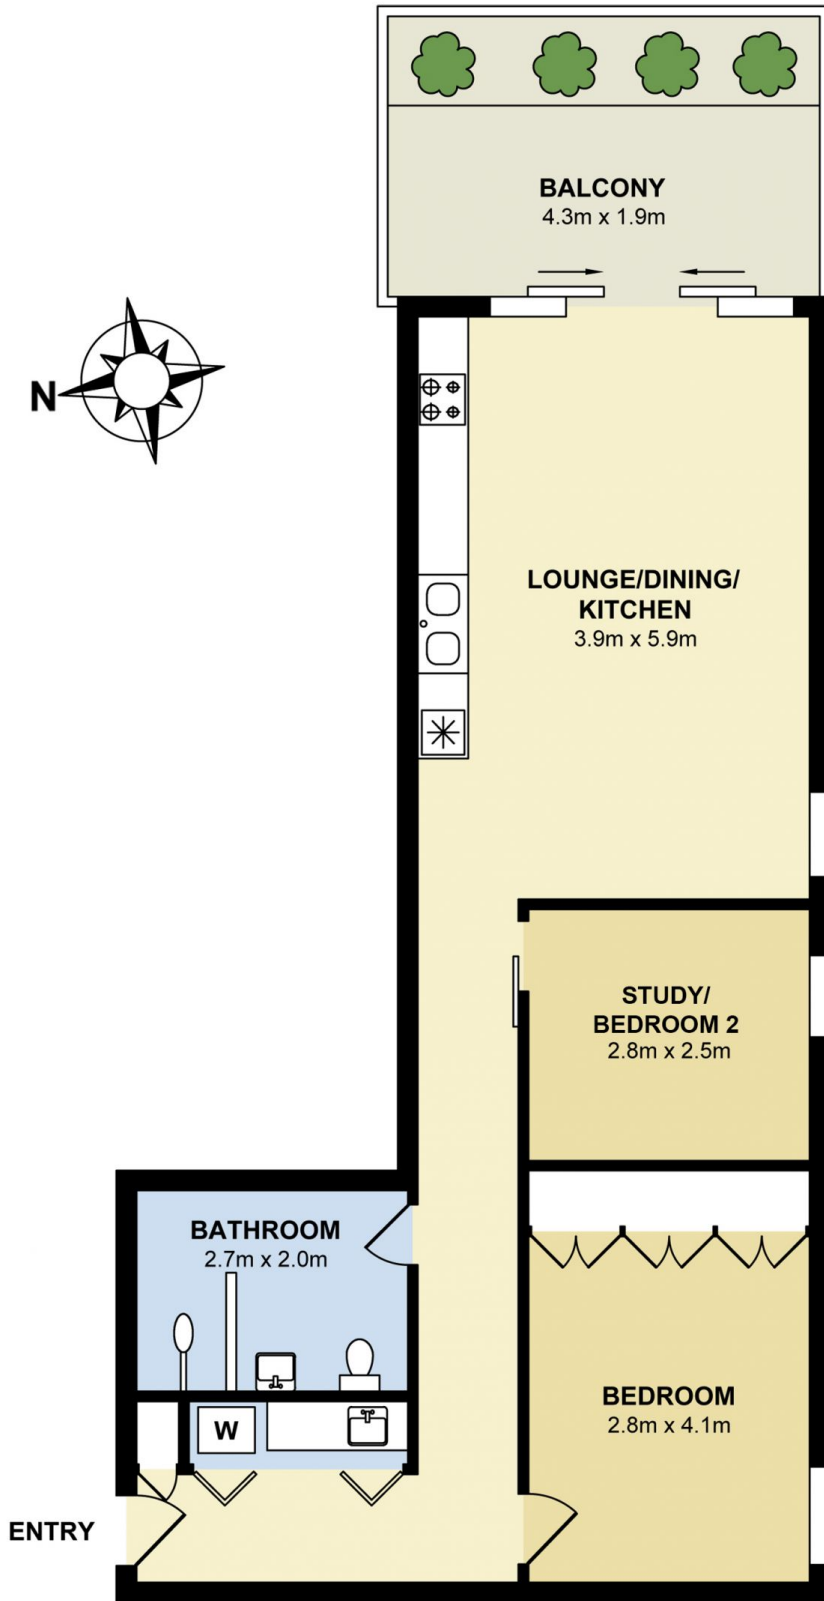 BALCONY
4.3m x 1.9m
N
LOUNGE/DINING/
KITCHEN
3.9m x 5.9m
STUDY/
BEDROOM 2
2.8m x 2.5m
BATHROOM
2.7m x 2.0m
BEDROOM
2.8m x 4.1m
W
ENTRY